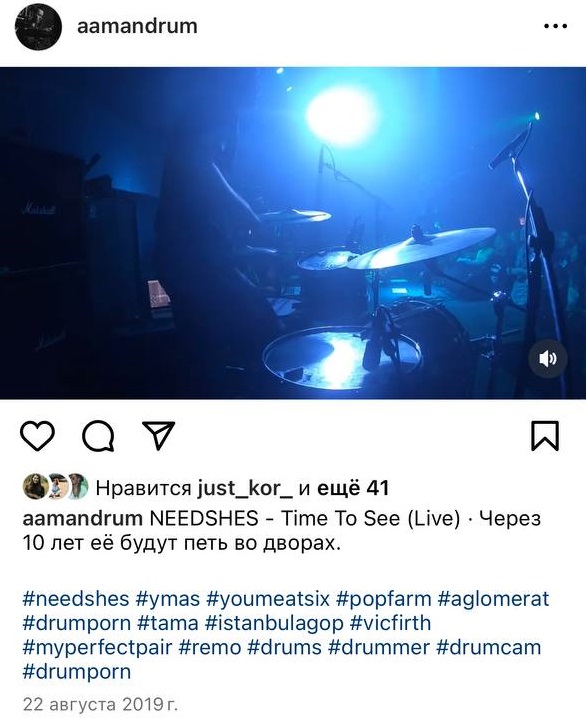 aamandrum
Marshall
Нравится just_kor_ и ещё 41
aamandrum NEEDSHES - Time To See (Live) · Через
10 лет её будут петь во дворах.
#needshes #ymas #youmeatsix #popfarm #aglomerat
#drumporn #tama #istanbulagop #vicfirth
#myperfectpair #remo #drums #drummer #drumcam
#drumporn
22 августа 2019 г.